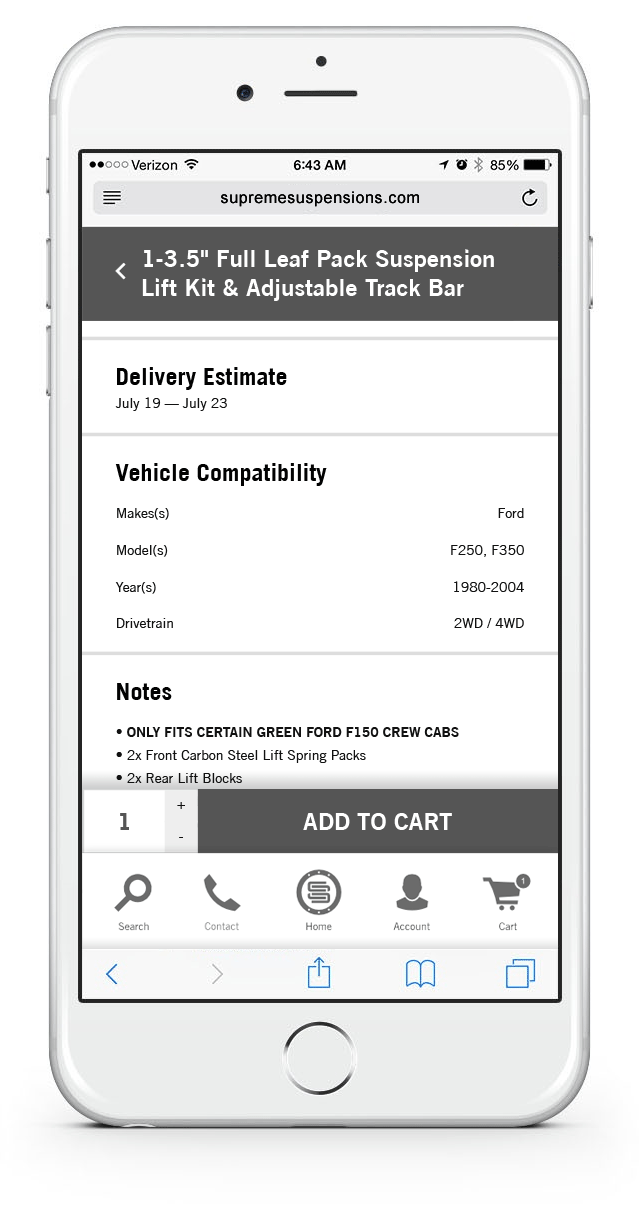 Verizon 6:43 AM 85%
supremesuspensions.com
1-3.5" Full Leaf Pack Suspension
Lift Kit & Adjustable Track Bar
Delivery Estimate
July 19 — July 23
Vehicle Compatibility
Makes(s) Ford
Model(s) F250, F350
Year(s) 1980-2004
Drivetrain 2WD / 4WD
Notes
• ONLY FITS CERTAIN GREEN FORD F150 CREW CABS
• 2x Front Carbon Steel Lift Spring Packs
• 2x Rear Lift Blocks
1 + - ADD TO CART
1
Search Contact Home Account Cart